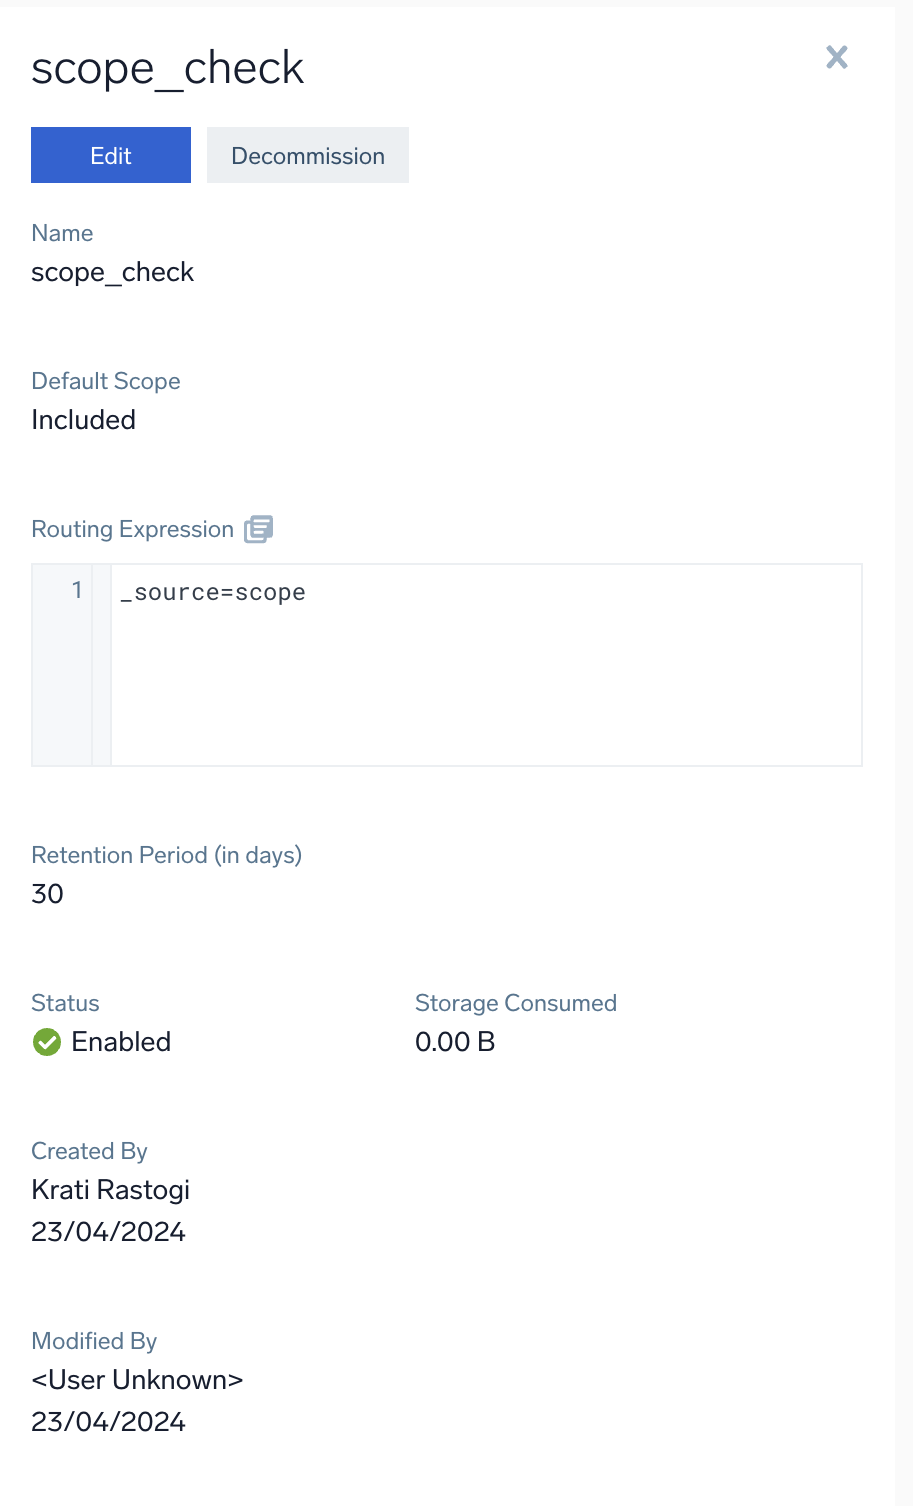 scope_check
Edit
Decommission
Name
scope_check
Default Scope
Included
Routing Expression
1
_source=scope
Retention Period (in days)
30
Status
Enabled
Storage Consumed
0.00 B
Created By
Krati Rastogi
23/04/2024
Modified By
<User Unknown>
23/04/2024